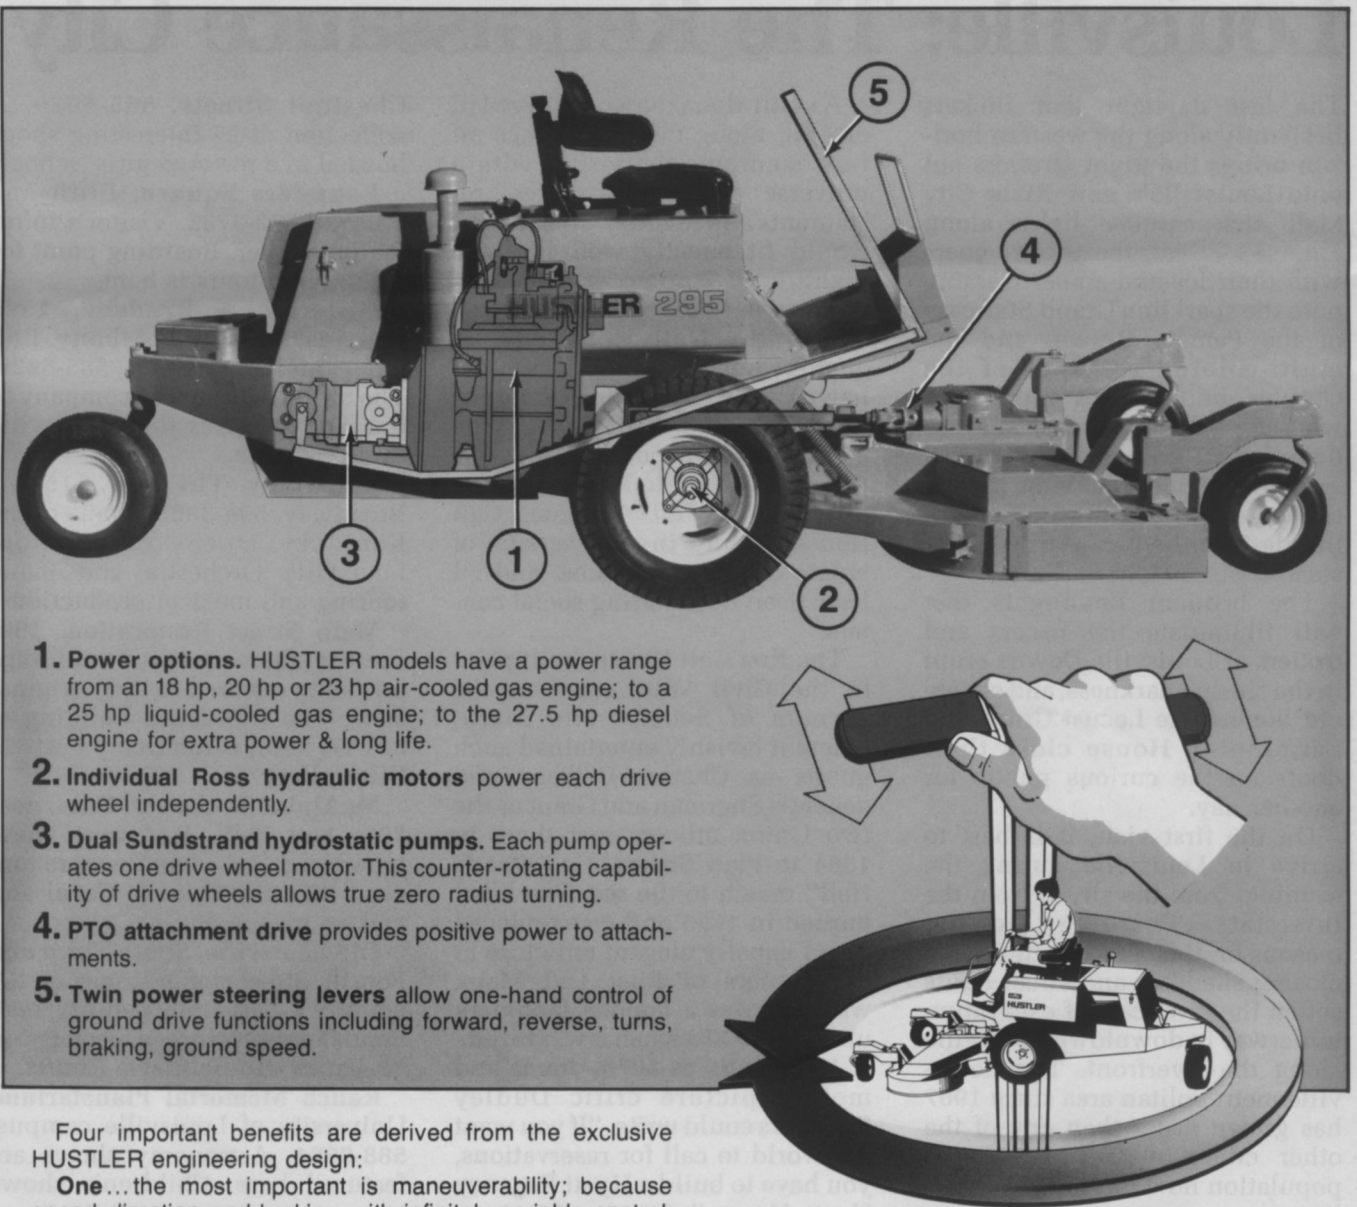 5
4
HUSTLER 295
3
1
2
1. Power options. HUSTLER models have a power range
from an 18 hp, 20 hp or 23 hp air-cooled gas engine; to a
25 hp liquid-cooled gas engine; to the 27.5 hp diesel
engine for extra power & long life.
2. Individual Ross hydraulic motors power each drive
wheel independently.
3. Dual Sundstrand hydrostatic pumps. Each pump oper-
ates one drive wheel motor. This counter-rotating capabil-
ity of drive wheels allows true zero radius turning.
4. PTO attachment drive provides positive power to attach-
ments.
5. Twin power steering levers allow one-hand control of
ground drive functions including forward, reverse, turns,
braking, ground speed.
HUSTLER
Four important benefits are derived from the exclusive
HUSTLER engineering design:
One... the most important is maneuverability; because